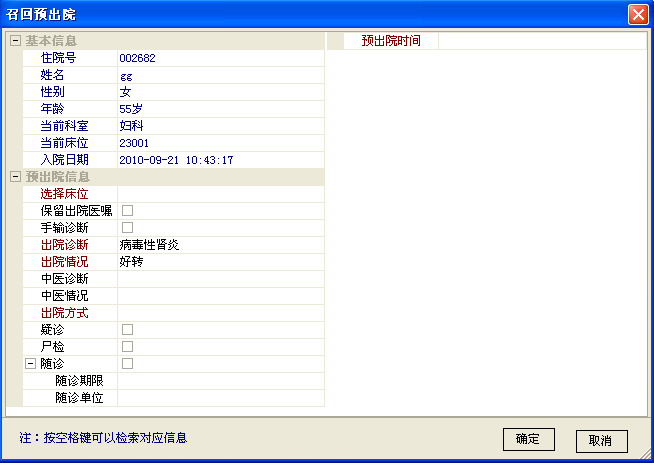 召回预出院
基本信息
住院号 002682
姓名 gg
性别 女
年龄 55岁
当前科室 妇科
当前床位 23001
入院日期 2010-09-21 10:43:17
预出院信息
选择床位
保留出院医嘱
手输诊断
出院诊断 病毒性肾炎
出院情况 好转
中医诊断
中医情况
出院方式
疑诊
尸检
随诊
随诊期限
随诊单位
预出院时间
注：按空格键可以检索对应信息
确定
取消